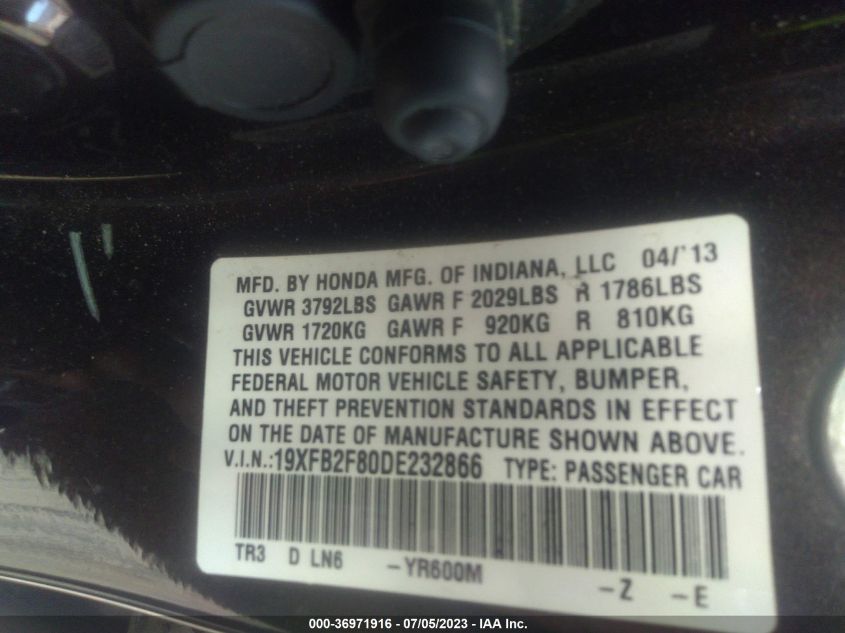 MFD. BY HONDA MFG. OF INDIANA, LLC 04/'13
GVWR 3792LBS GAWR F 2029LBS R 1786LBS
GVWR 1720KG GAWR F 920KG R 810KG
THIS VEHICLE CONFORMS TO ALL APPLICABLE
FEDERAL MOTOR VEHICLE SAFETY, BUMPER,
AND THEFT PREVENTION STANDARDS IN EFFECT
ON THE DATE OF MANUFACTURE SHOWN ABOVE.
V.I.N.:19XFB2F80DE232866 TYPE: PASSENGER CAR
TR3 D LN6 -YR600M -Z -E
000-36971916 - 07/05/2023 - IAA Inc.